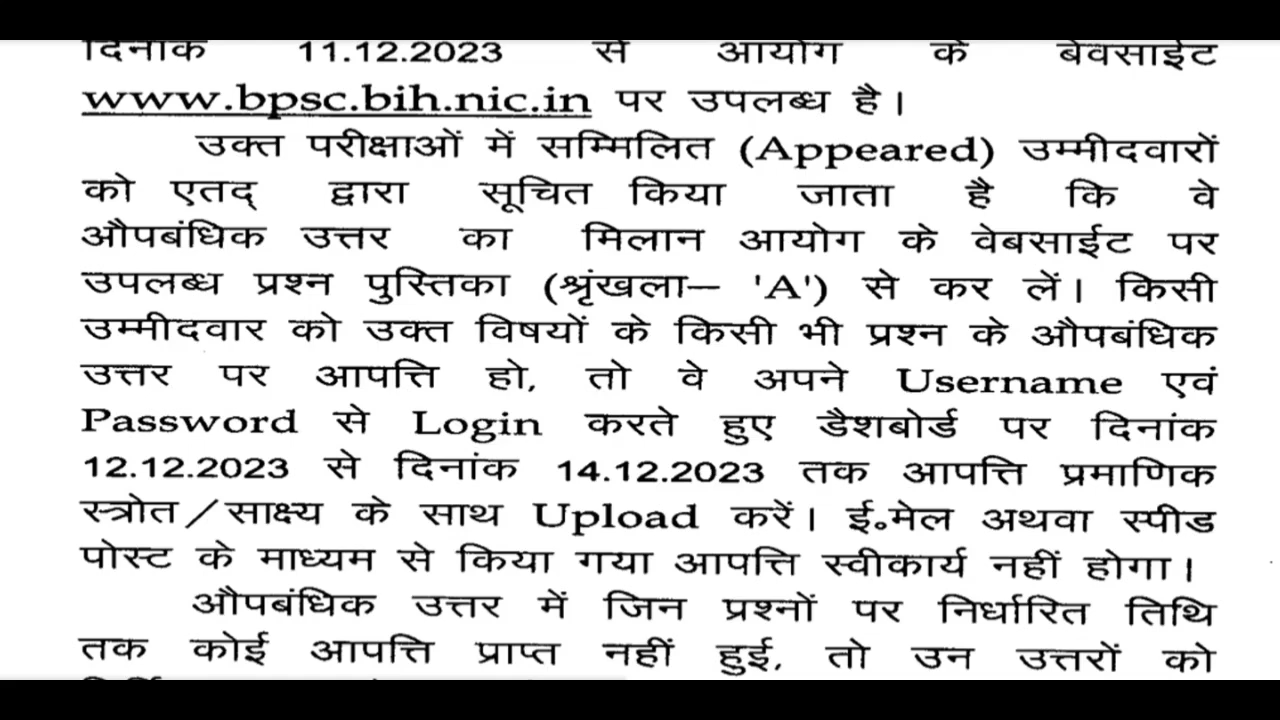 दिनांक 11.12.2023 से आयोग के बेवसाईट
www.bpsc.bih.nic.in पर उपलब्ध है।
उक्त परीक्षाओं में सम्मिलित (Appeared) उम्मीदवारों
को एतद् द्वारा सूचित किया जाता है कि वे
औपबंधिक उत्तर का मिलान आयोग के वेबसाईट पर
उपलब्ध प्रश्न पुस्तिका (श्रृंखला– 'A') से कर लें। किसी
उम्मीदवार को उक्त विषयों के किसी भी प्रश्न के औपबंधिक
उत्तर पर आपत्ति हो, तो वे अपने Username एवं
Password से Login करते हुए डैशबोर्ड पर दिनांक
12.12.2023 से दिनांक 14.12.2023 तक आपत्ति प्रमाणिक
स्त्रोत/साक्ष्य के साथ Upload करें। ई०मेल अथवा स्पीड
पोस्ट के माध्यम से किया गया आपत्ति स्वीकार्य नहीं होगा।
औपबंधिक उत्तर में जिन प्रश्नों पर निर्धारित तिथि
तक कोई आपत्ति प्राप्त नहीं हुई, तो उन उत्तरों को